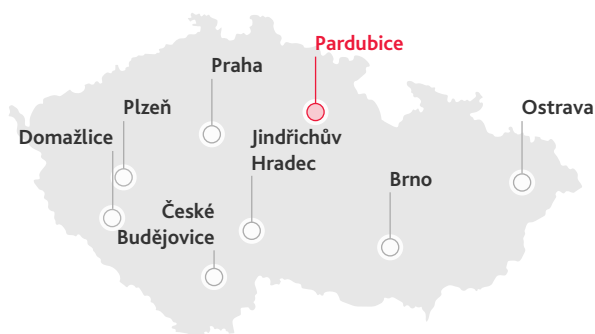 Pardubice
Praha
Plzeň
Ostrava
Domažlice
Jindřichův
Hradec
Brno
České
Budějovice